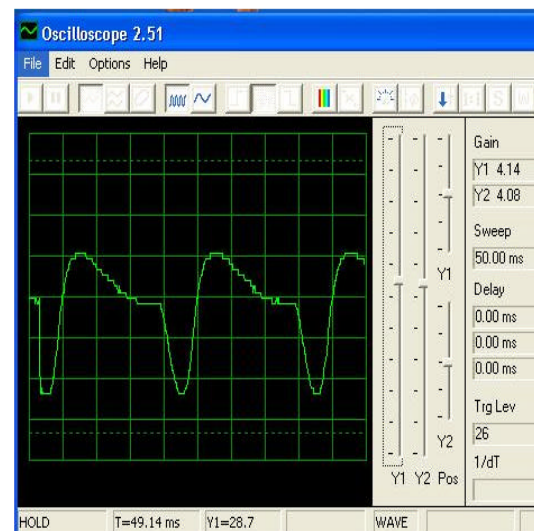 Oscilloscope 2.51
File Edit Options Help
Gain
Y1 4.14
Y2 4.08
Sweep
50.00 ms
Delay
0.00 ms
0.00 ms
0.00 ms
Trg Lev
26
1/dT
Y1
Y2
Y1 Y2 Pos
HOLD T=49.14 ms Y1=28.7 WAVE